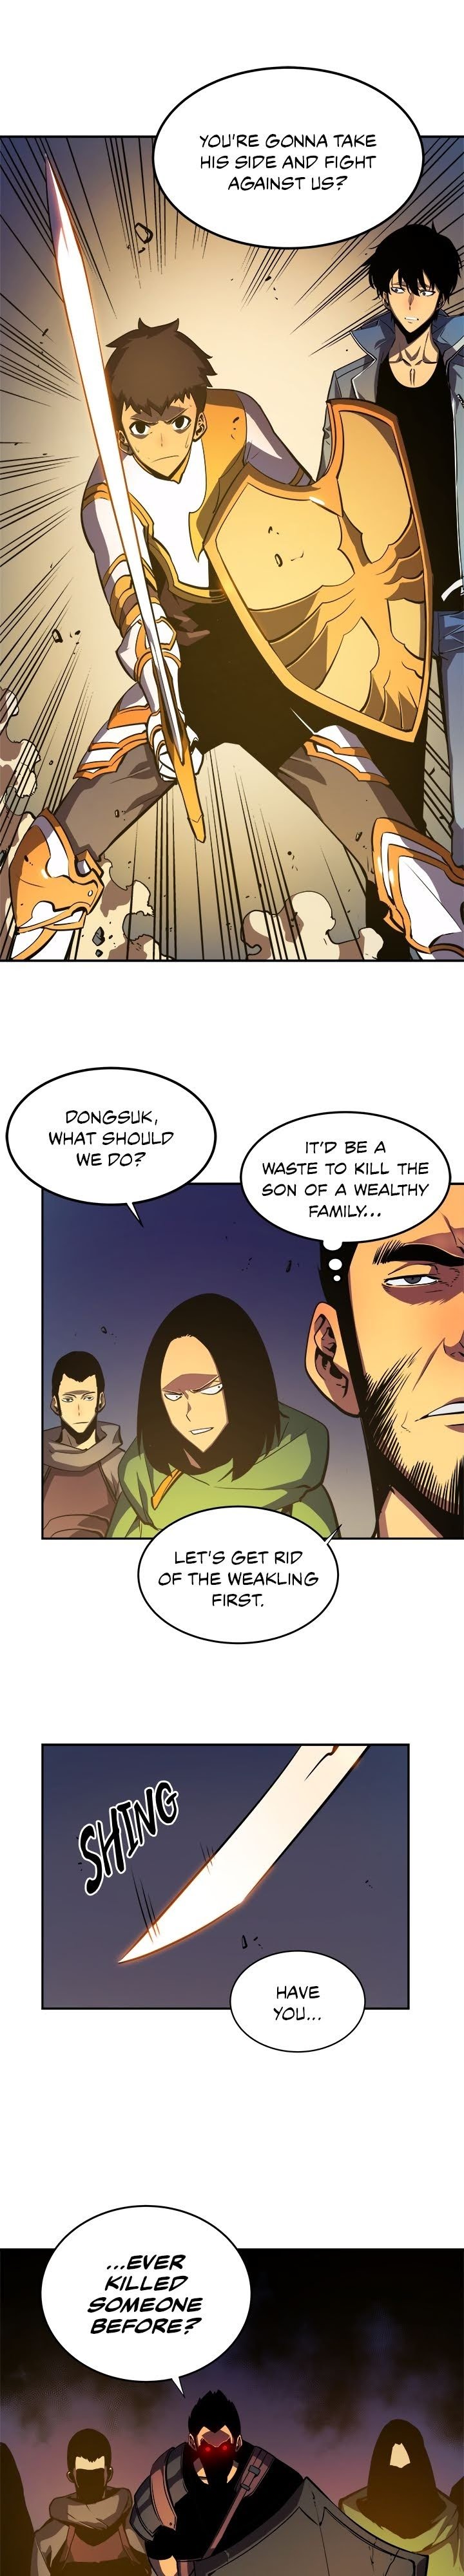 YOU'RE GONNA TAKE
HIS SIDE AND FIGHT
AGAINST US?
DONGSUK,
WHAT SHOULD
WE DO?
IT'D BE A
WASTE TO KILL THE
SON OF A WEALTHY
FAMILY...
LET'S GET RID
OF THE WEAKLING
FIRST.
SHING
HAVE
YOU...
...EVER
KILLED
SOMEONE
BEFORE?